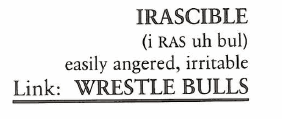 IRASCIBLE
(i RAS uh bul)
easily angered, irritable
Link: WRESTLE BULLS